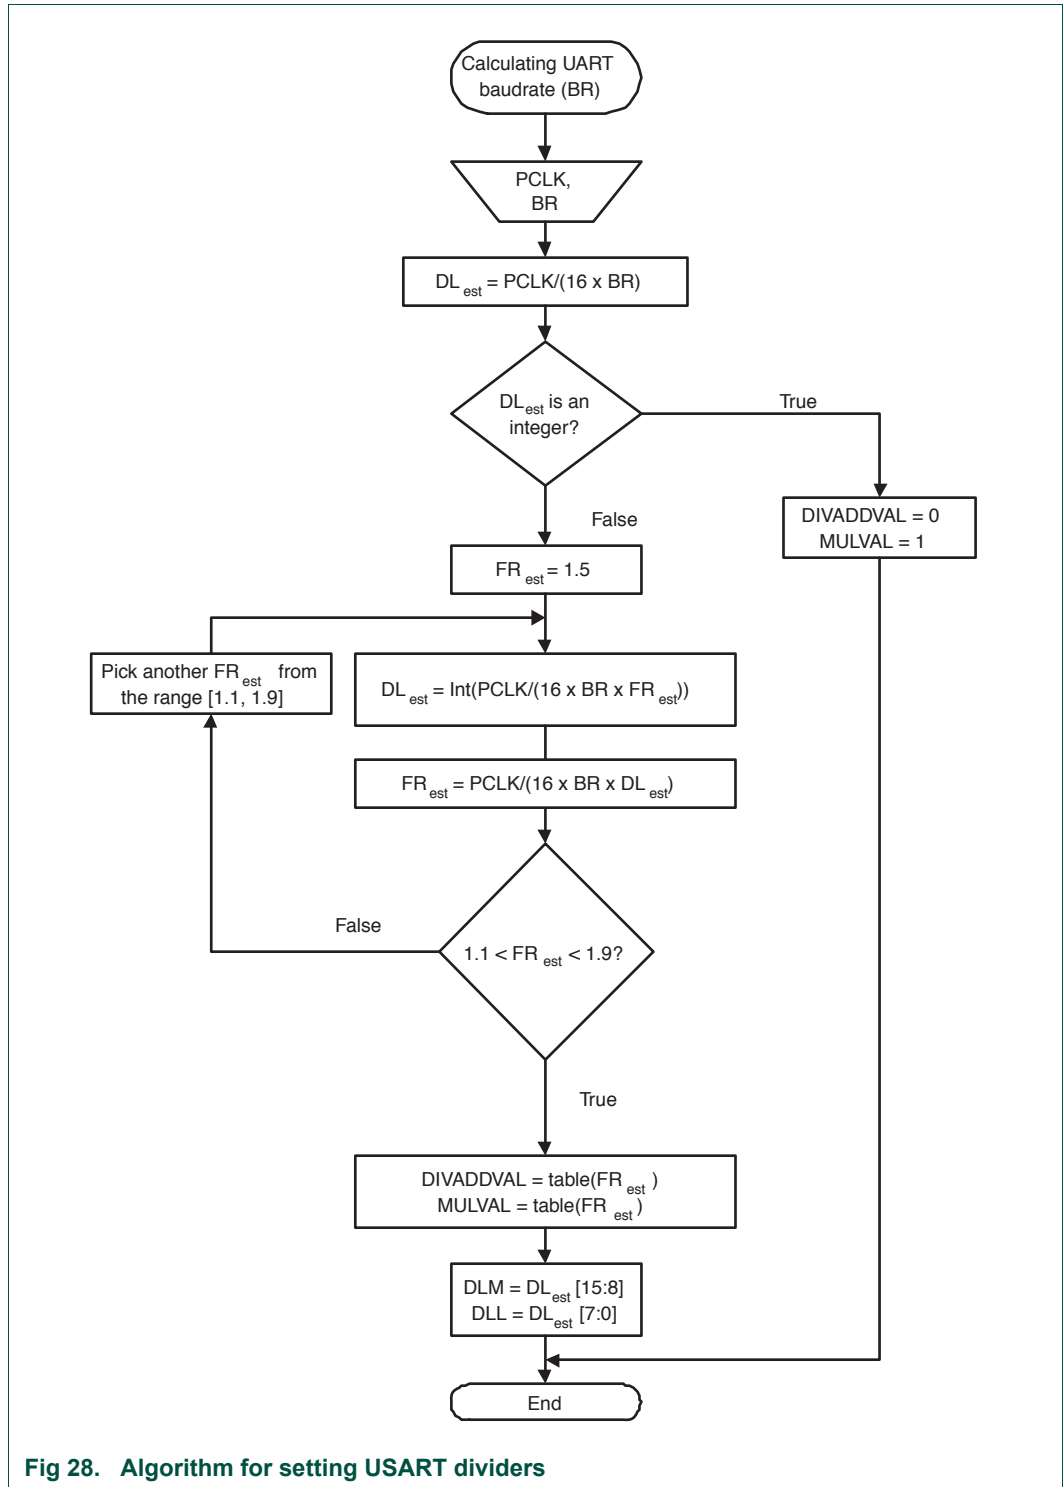 Calculating UART
baudrate (BR)
PCLK,
BR
DL est = PCLK/(16 x BR)
DL est is an
integer?
True
False
DIVADDVAL = 0
MULVAL = 1
FR est = 1.5
Pick another FR est from
the range [1.1, 1.9]
DL est = Int(PCLK/(16 x BR x FR est))
FR est = PCLK/(16 x BR x DL est)
False
1.1 < FR est < 1.9?
True
DIVADDVAL = table(FR est )
MULVAL = table(FR est )
DLM = DL est [15:8]
DLL = DL est [7:0]
End
Fig 28. Algorithm for setting USART dividers